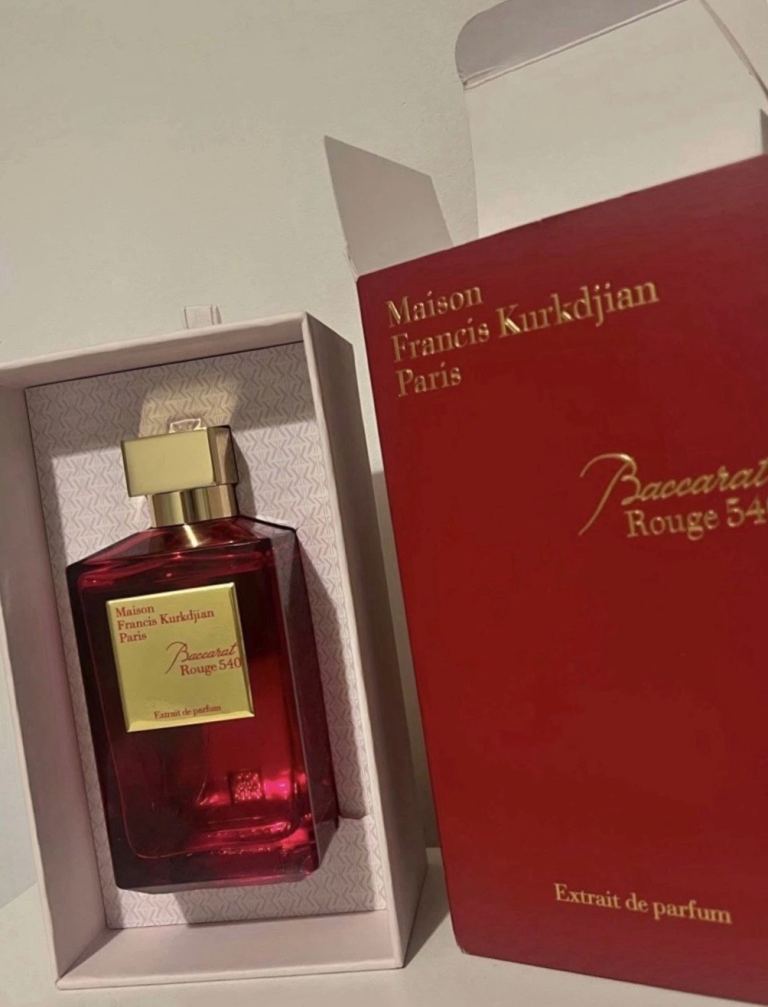 Maison
Francis Kurkdjian
Paris
Baccarat
Rouge 540
Extrait de parfum
Maison
Francis Kurkdjian
Paris
Baccarat
Rouge 54
Extrait de parfum